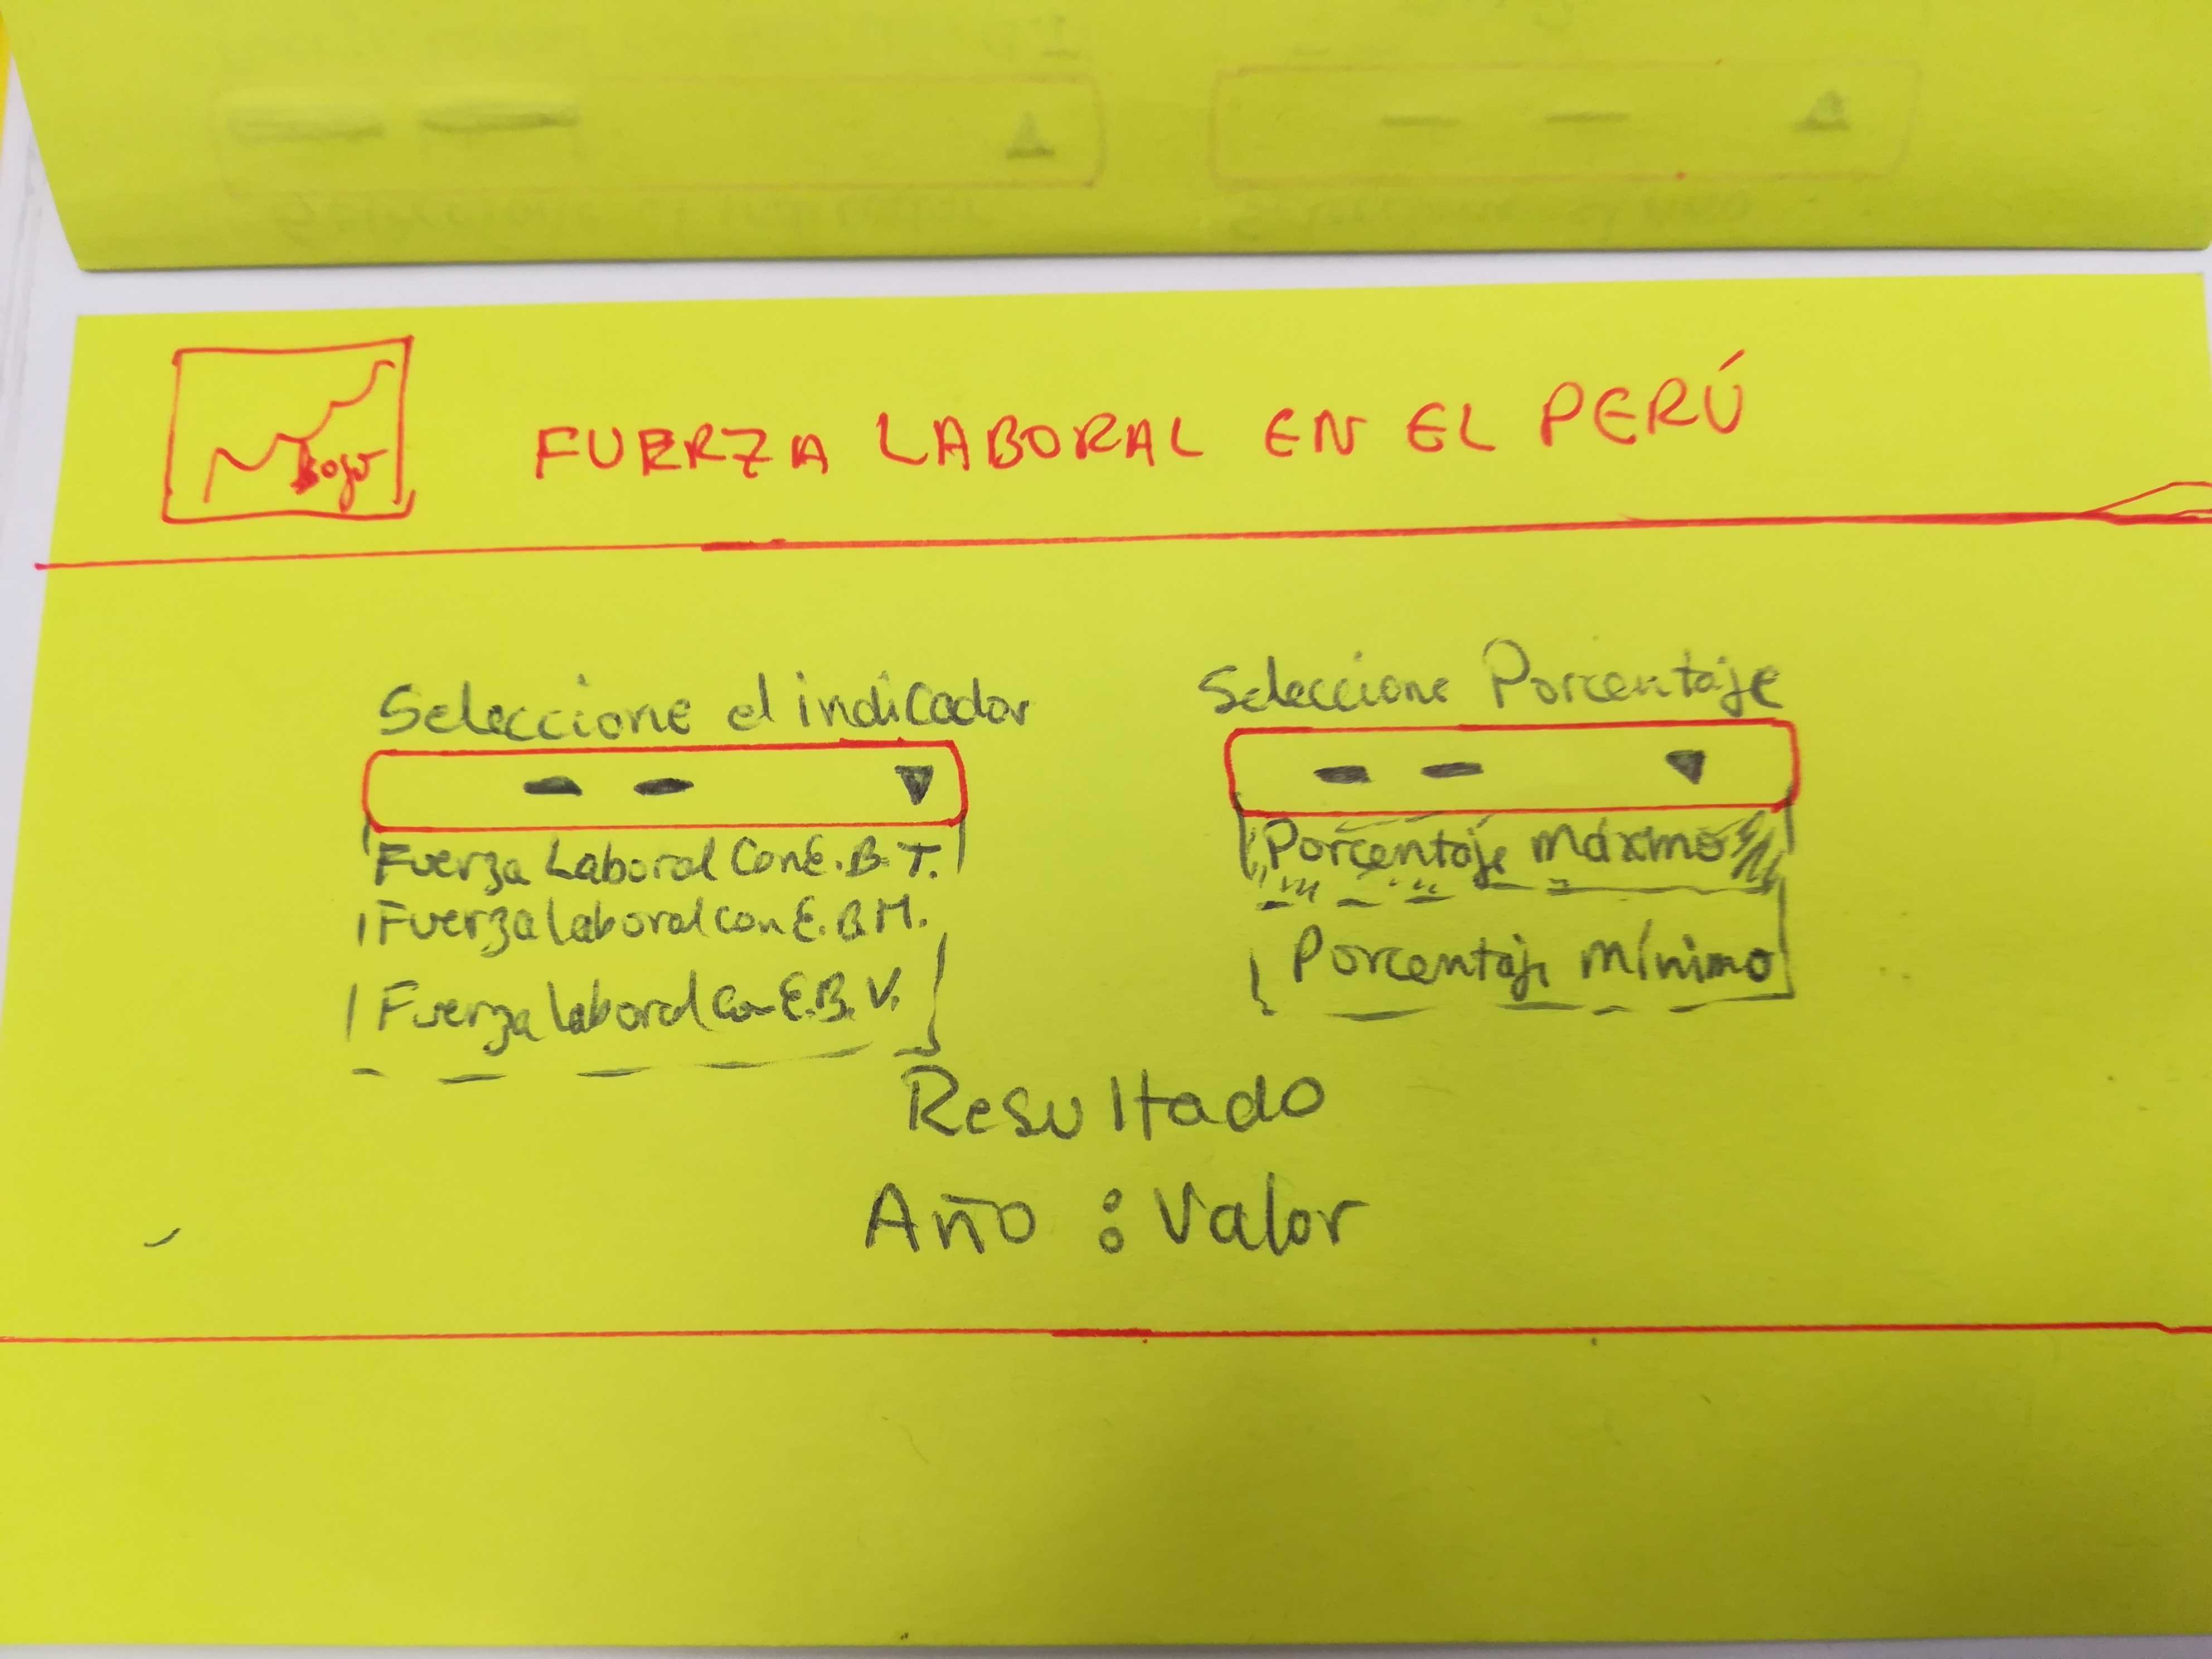 Logo
FUERZA LABORAL EN EL PERÚ
Seleccione el indicador
Fuerza Laboral Con E.B.T.
Fuerza laboral con E.B.M.
Fuerza laboral con E.B.V.
Seleccione Porcentaje
Porcentaje máximo
Porcentaje mínimo
Resultado
Año : Valor